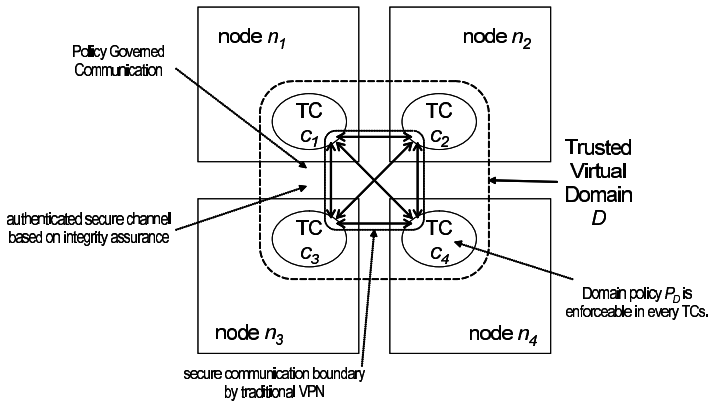 node n1
node n2
Policy Governed
Communication
TC
c1
TC
c2
Trusted
Virtual
Domain
D
authenticated secure channel
based on integrity assurance
TC
c3
TC
c4
Domain policy PD is
enforceable in every TCs.
node n3
node n4
secure communication boundary
by traditional VPN